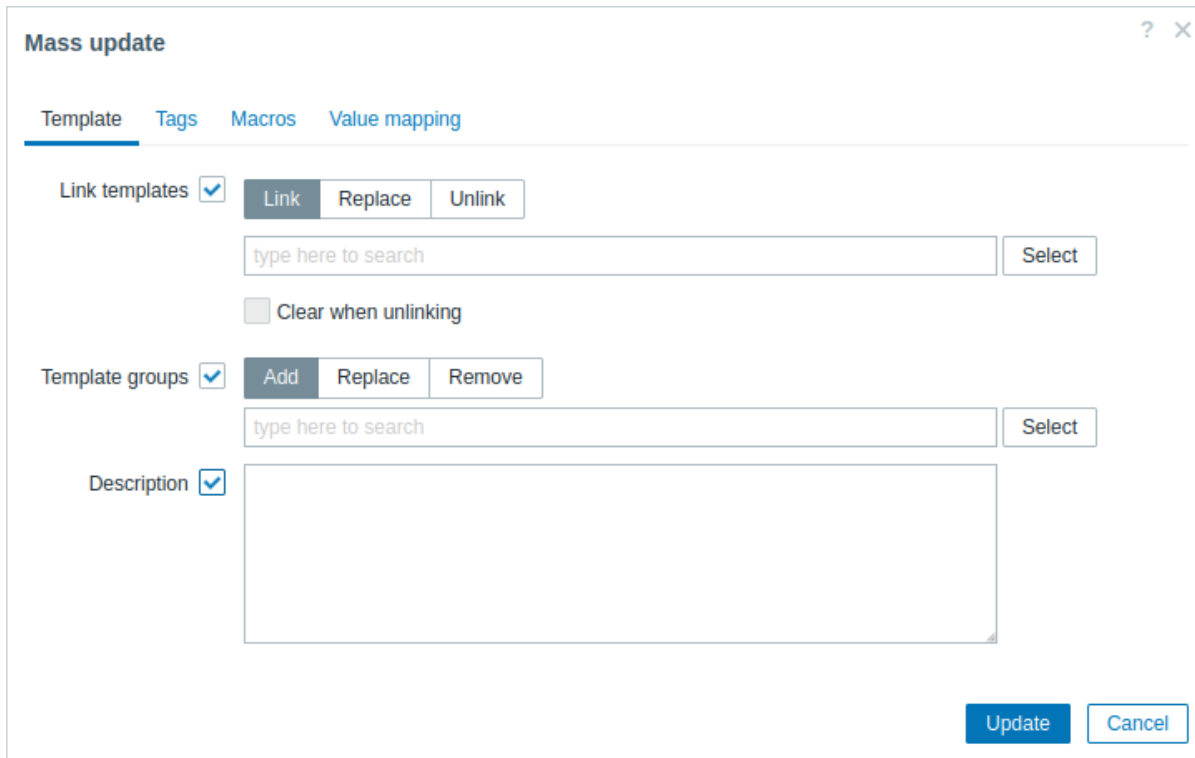 Mass update
?
Template Tags Macros Value mapping
Link templates Link Replace Unlink
type here to search Select
Clear when unlinking
Template groups Add Replace Remove
type here to search Select
Description
Update Cancel